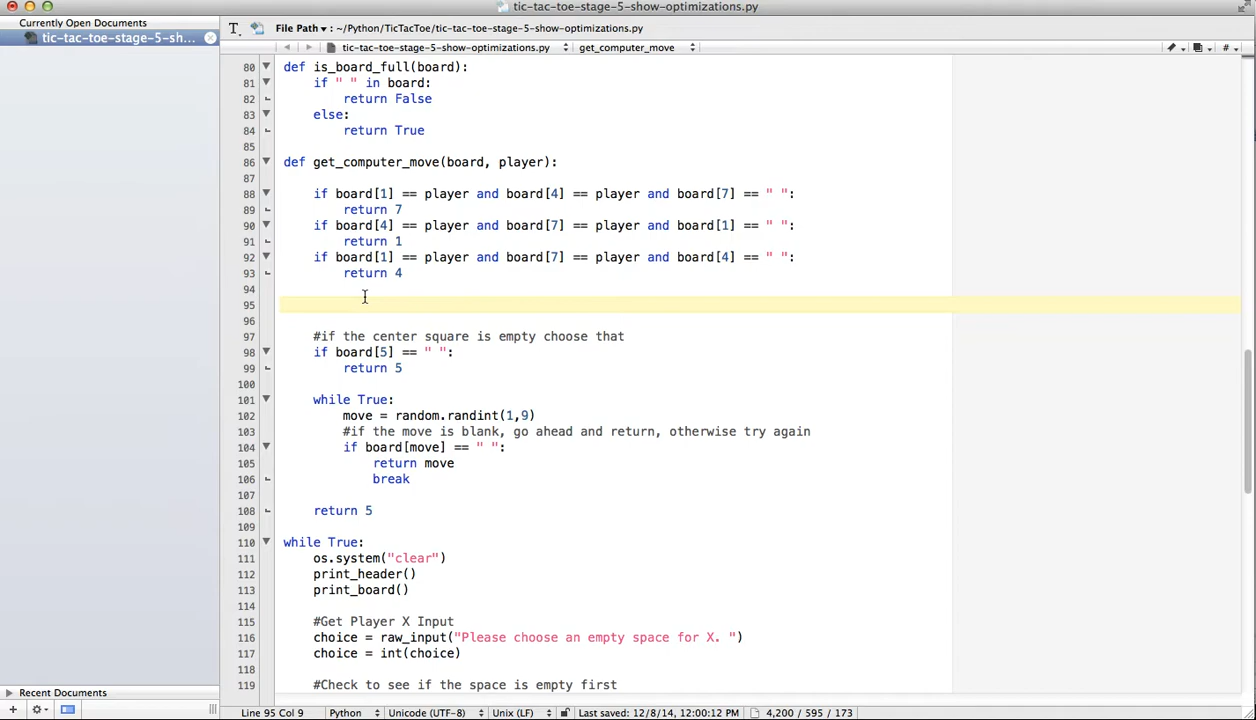 tic-tac-toe-stage-5-show-optimizations.py
Currently Open Documents
tic-tac-toe-stage-5-sh...
File Path ▾ : ~/Python/TicTacToe/tic-tac-toe-stage-5-show-optimizations.py
tic-tac-toe-stage-5-show-optimizations.py get_computer_move
80 def is_board_full(board):
81 if " " in board:
82 return False
83 else:
84 return True
85
86 def get_computer_move(board, player):
87
88 if board[1] == player and board[4] == player and board[7] == " ":
89 return 7
90 if board[4] == player and board[7] == player and board[1] == " ":
91 return 1
92 if board[1] == player and board[7] == player and board[4] == " ":
93 return 4
94
95
96
97 #if the center square is empty choose that
98 if board[5] == " ":
99 return 5
100
101 while True:
102 move = random.randint(1,9)
103 #if the move is blank, go ahead and return, otherwise try again
104 if board[move] == " ":
105 return move
106 break
107
108 return 5
109
110 while True:
111 os.system("clear")
112 print_header()
113 print_board()
114
115 #Get Player X Input
116 choice = raw_input("Please choose an empty space for X. ")
117 choice = int(choice)
118
119 #Check to see if the space is empty first
Recent Documents
Line 95 Col 9 Python Unicode (UTF-8) Unix (LF) Last saved: 12/8/14, 12:00:12 PM 4,200 / 595 / 173